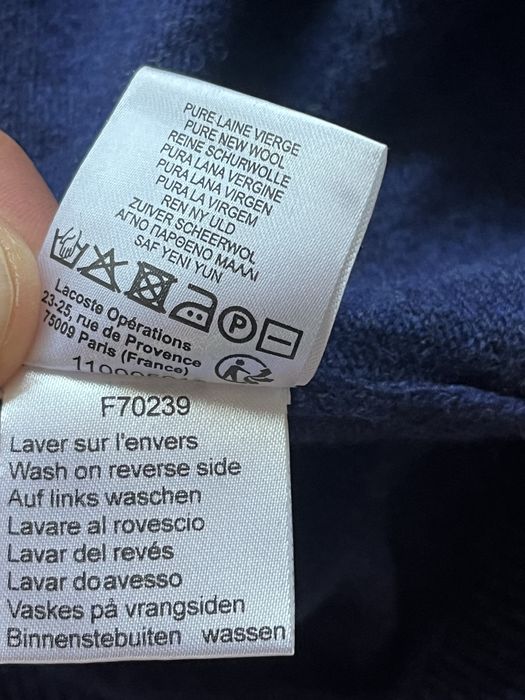 PURE LAINE VIERGE
PURE NEW WOOL
REINE SCHURWOLLE
PURA LANA VERGINE
PURA LANA VIRGEN
PURA LA VIRGEM
REN NY ULD
ZUIVER SCHEERWOL
ΑΓΝΟ ΠΑΡΘΕΝΟ ΜΑΛΛΙ
SAF YENI YUN
P
Lacoste Opérations
23-25, rue de Provence
75009 Paris (France)
F70239
Laver sur l'envers
Wash on reverse side
Auf links waschen
Lavare al rovescio
Lavar del revés
Lavar do avesso
Vaskes på vrangsiden
Binnenstebuiten wassen